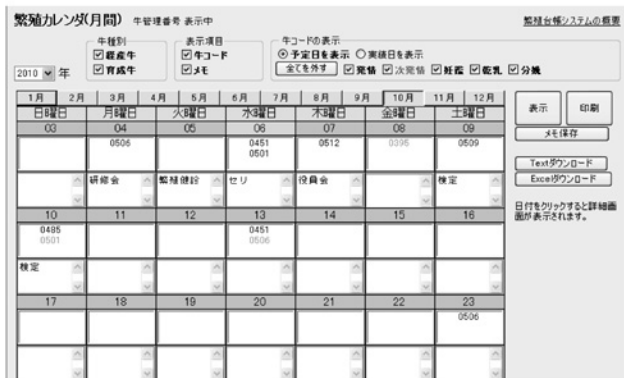 繁殖カレンダ(月間) 牛管理番号 表示中
繁殖台帳システムの概要
2010 年
牛種別
経産牛
育成牛
表示項目
牛コード
メモ
牛コードの表示
予定日を表示 実績日を表示
全てを外す 発情 次発情 妊鑑 乾乳 分娩
1月 2月 3月 4月 5月 6月 7月 8月 9月 10月 11月 12月
日曜日 月曜日 火曜日 水曜日 木曜日 金曜日 土曜日
03 04 05 06 07 08 09
0506 0451 0512 0395 0509
0501
研修会 繁殖健診 セリ 役員会 検定
10 11 12 13 14 15 16
0485 0451
0501 0506
検定
17 18 19 20 21 22 23
0506
表示 印刷
メモ保存
Textダウンロード
Excelダウンロード
日付をクリックすると詳細画
面が表示されます。